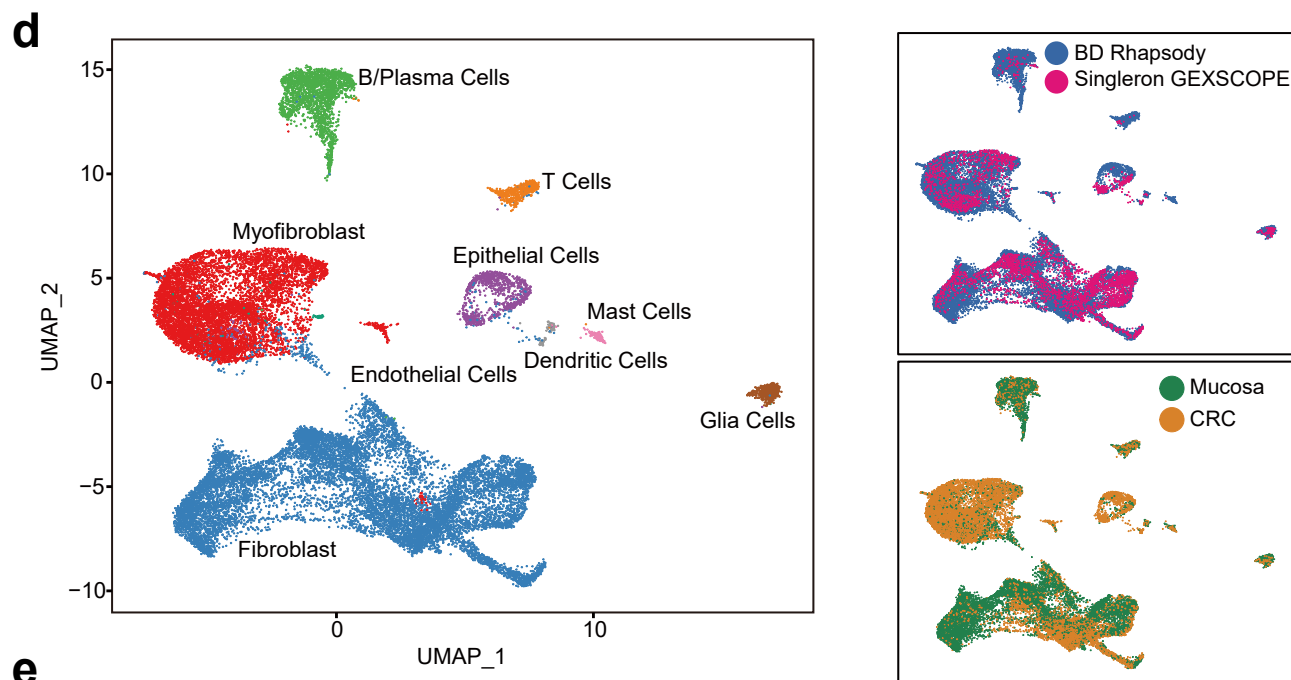 d
15
10
5
0
−5
−10
UMAP_2
B/Plasma Cells
T Cells
Myofibroblast
Epithelial Cells
Mast Cells
Dendritic Cells
Endothelial Cells
Glia Cells
Fibroblast
0
10
UMAP_1
BD Rhapsody
Singleron GEXSCOPE
Mucosa
CRC
e